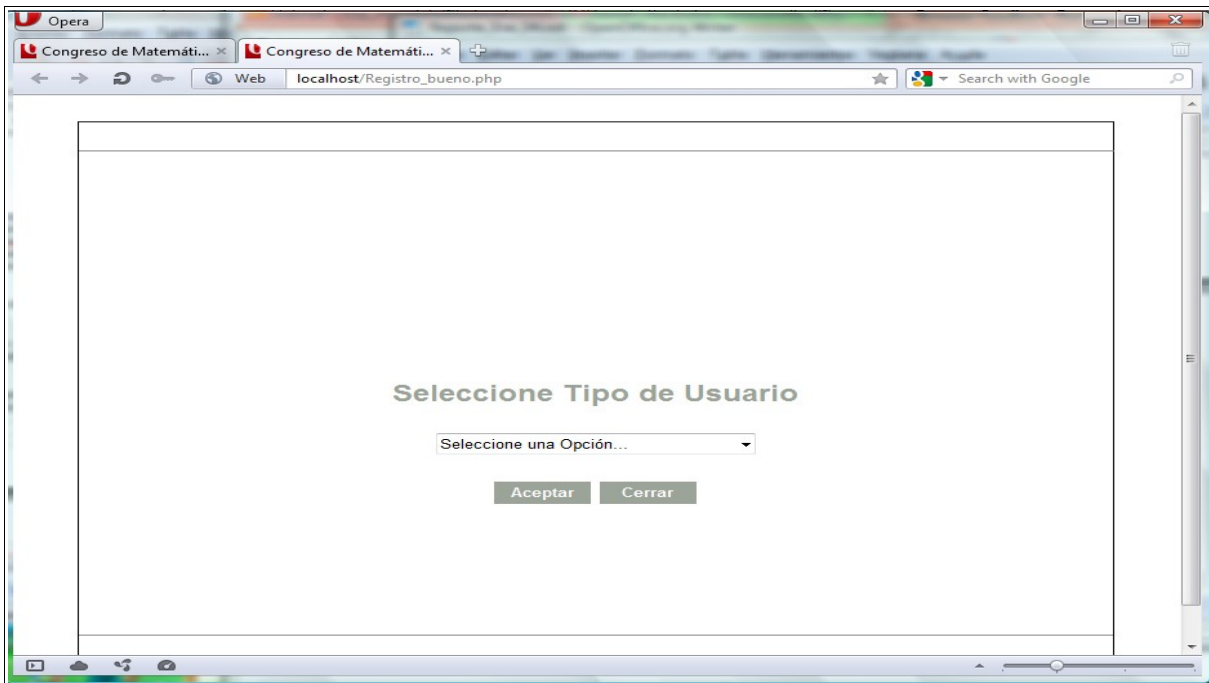 Opera
Congreso de Matemáti...
Congreso de Matemáti...
Web
localhost/Registro_bueno.php
Search with Google
Seleccione Tipo de Usuario
Seleccione una Opción...
Aceptar
Cerrar